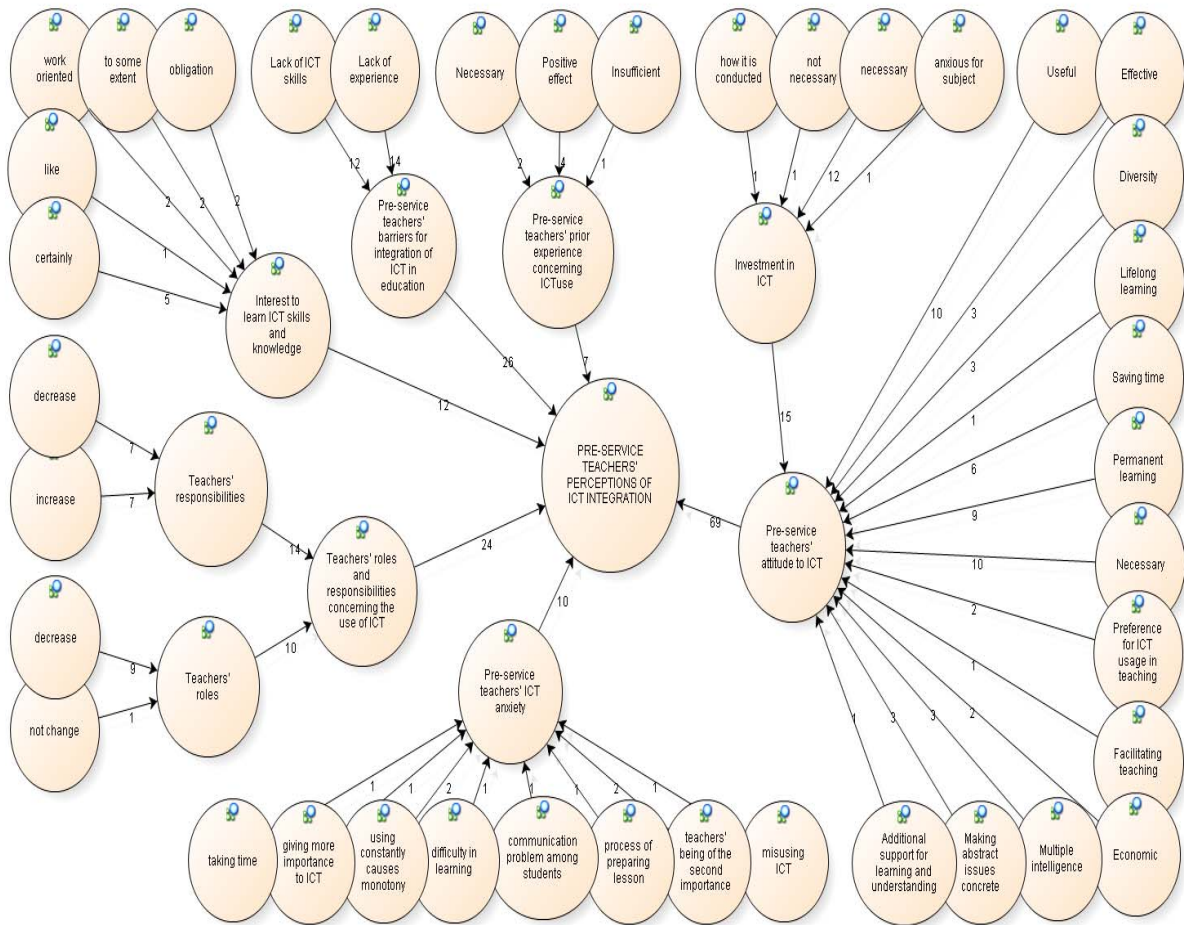 work
oriented
to some
extent
obligation
Lack of ICT
skills
Lack of
experience
Necessary
Positive
effect
Insufficient
how it is
conducted
not
necessary
necessary
anxious for
subject
Useful
Effective
like
certainly
2
2
2
1
5
12
14
2
4
1
1
1
12
1
Pre-service
teachers'
barriers for
integration of
ICT in
education
Pre-service
teachers' prior
experience
concerning
ICTuse
Investment in
ICT
Interest to
learn ICT skills
and
knowledge
Diversity
Lifelong
learning
Saving time
Permanent
learning
Necessary
Preference
for ICT
usage in
teaching
Facilitating
teaching
Economic
10
3
3
1
6
9
10
2
1
2
3
3
1
26
7
15
12
decrease
increase
7
7
Teachers'
responsibilities
14
PRE-SERVICE
TEACHERS'
PERCEPTIONS OF
ICT INTEGRATION
69
Pre-service
teachers'
attitude to ICT
24
Teachers' roles
and
responsibilities
concerning the
use of ICT
decrease
not change
9
1
Teachers'
roles
10
10
Pre-service
teachers' ICT
anxiety
1
1
2
1
1
1
2
1
taking time
giving more
importance
to ICT
using
constantly
causes
monotony
difficulty in
learning
communication
problem among
students
process of
preparing
lesson
teachers'
being of the
second
importance
misusing
ICT
Additional
support for
learning and
understanding
Making
abstract
issues
concrete
Multiple
intelligence